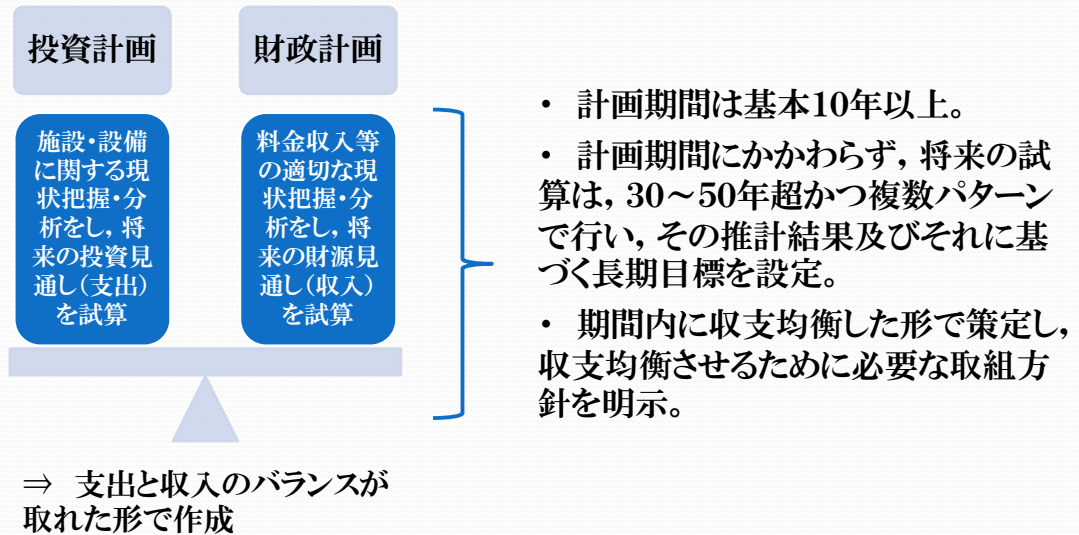 投資計画
財政計画
施設・設備
に関する現
状把握・分
析をし，将
来の投資見
通し（支出）
を試算
料金収入等
の適切な現
状把握・分
析をし，将
来の財源見
通し（収入）
を試算
・ 計画期間は基本10年以上。
・ 計画期間にかかわらず，将来の試
算は，30～50年超かつ複数パターン
で行い，その推計結果及びそれに基
づく長期目標を設定。
・ 期間内に収支均衡した形で策定し，
収支均衡させるために必要な取組方
針を明示。
⇒ 支出と収入のバランスが
取れた形で作成